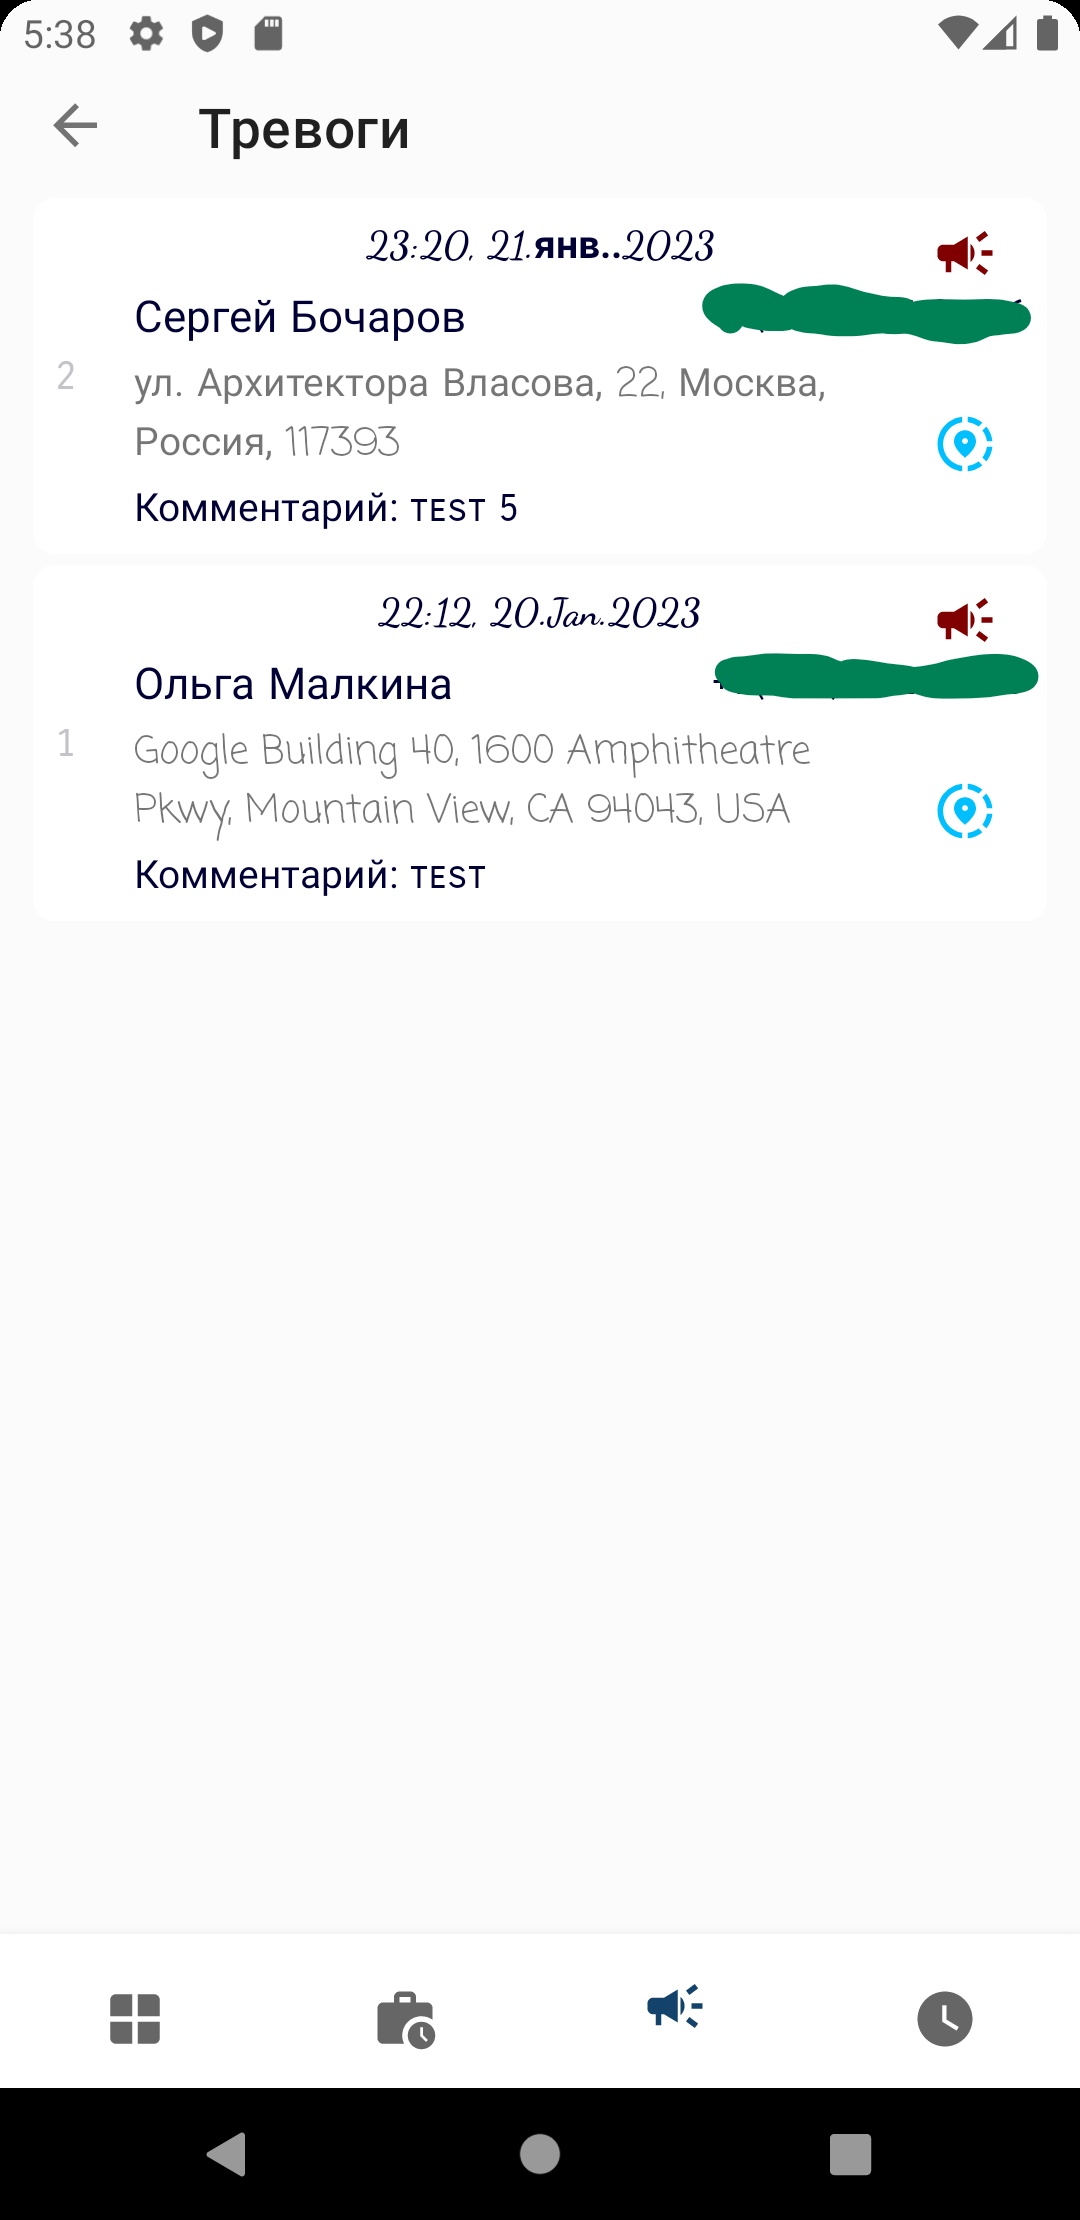 5:38
Тревоги
23:20, 21.янв..2023
Сергей Бочаров
2
ул. Архитектора Власова, 22, Москва,
Россия, 117393
Комментарий: TEST 5
22:12, 20.Jan.2023
Ольга Малкина
1
Google Building 40, 1600 Amphitheatre
Pkwy, Mountain View, CA 94043, USA
Комментарий: TEST